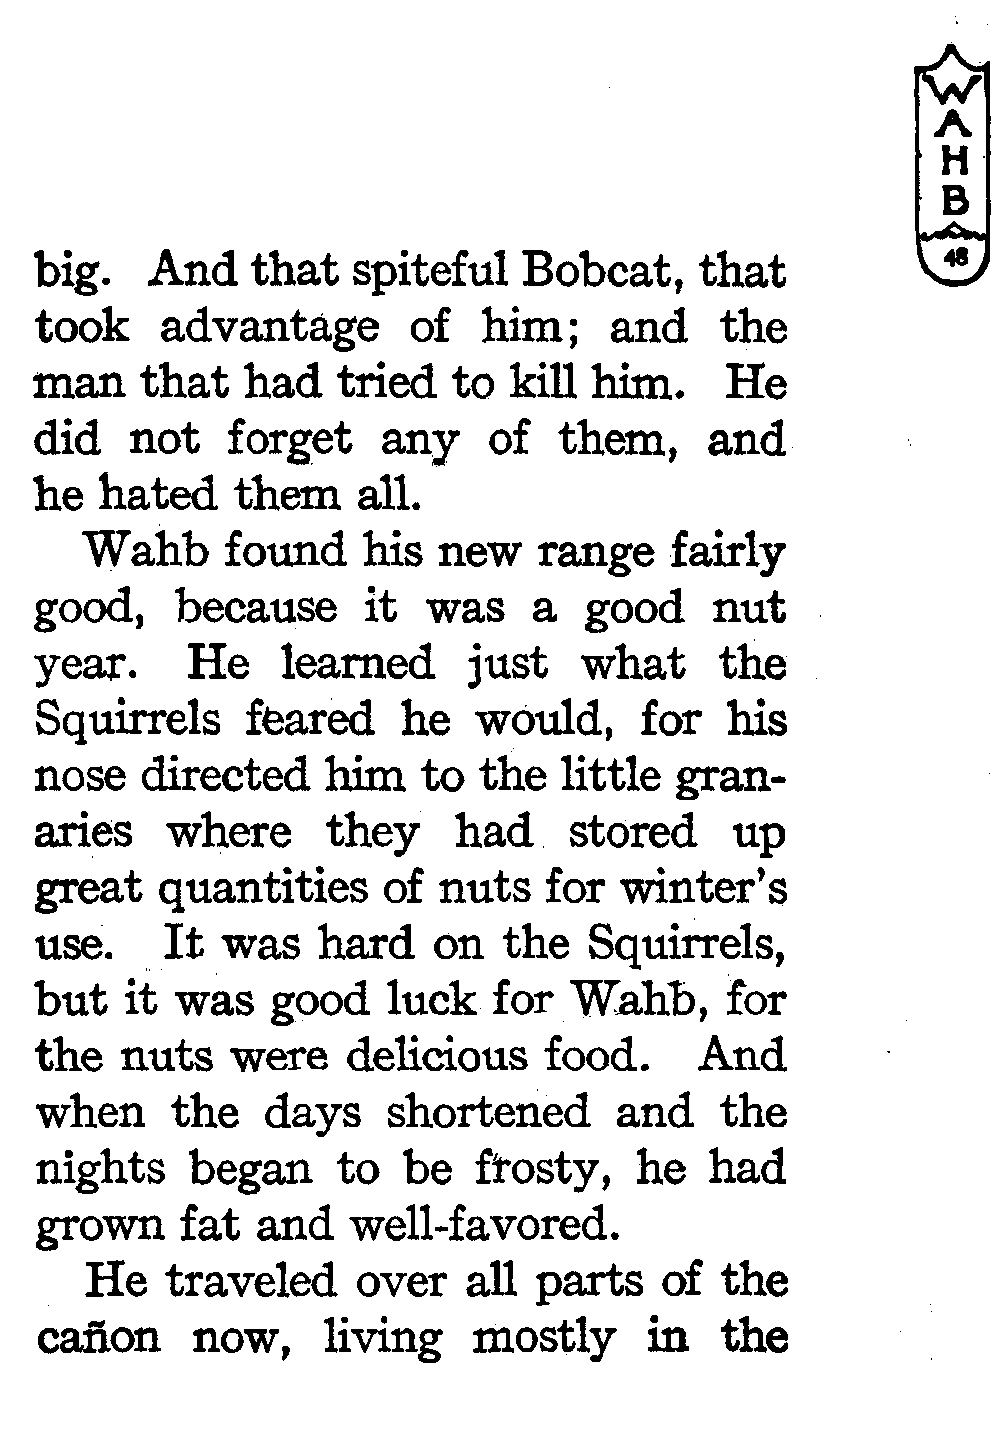 WAHB
48
big. And that spiteful Bobcat, that
took advantage of him; and the
man that had tried to kill him. He
did not forget any of them, and
he hated them all.
Wahb found his new range fairly
good, because it was a good nut
year. He learned just what the
Squirrels feared he would, for his
nose directed him to the little gran-
aries where they had stored up
great quantities of nuts for winter's
use. It was hard on the Squirrels,
but it was good luck for Wahb, for
the nuts were delicious food. And
when the days shortened and the
nights began to be frosty, he had
grown fat and well-favored.
He traveled over all parts of the
cañon now, living mostly in the